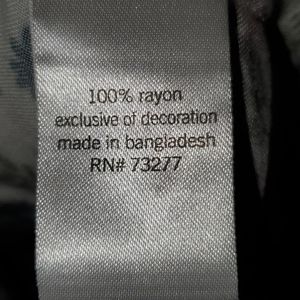 100% rayon
exclusive of decoration
made in bangladesh
RN# 73277